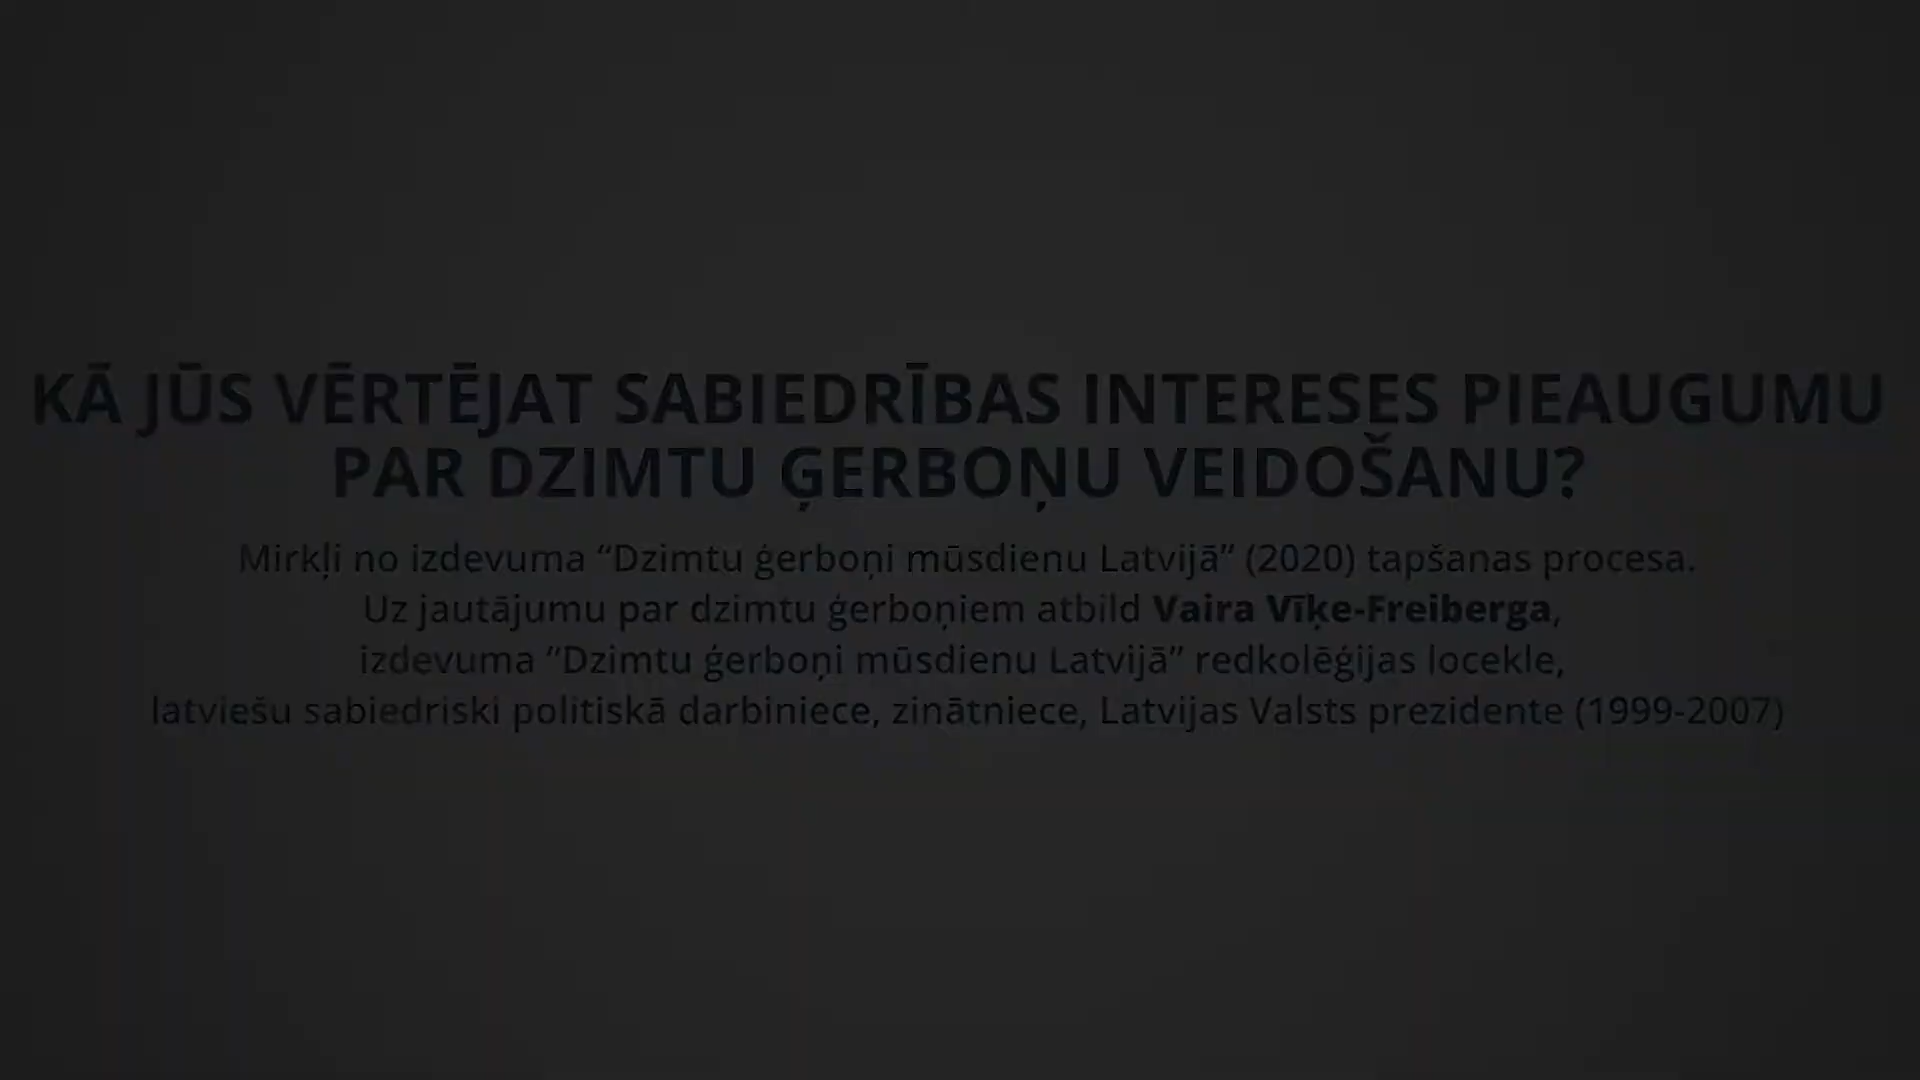 KĀ JŪS VĒRTĒJAT SABIEDRĪBAS INTERESES PIEAUGUMU
PAR DZIMTU ĢERBOŅU VEIDOŠANU?
Mirkļi no izdevuma “Dzimtu ģerboņi mūsdienu Latvijā” (2020) tapšanas procesa.
Uz jautājumu par dzimtu ģerboņiem atbild Vaira Vīķe-Freiberga,
izdevuma “Dzimtu ģerboņi mūsdienu Latvijā” redkolēģijas locekle,
latviešu sabiedriski politiskā darbiniece, zinātniece, Latvijas Valsts prezidente (1999-2007)